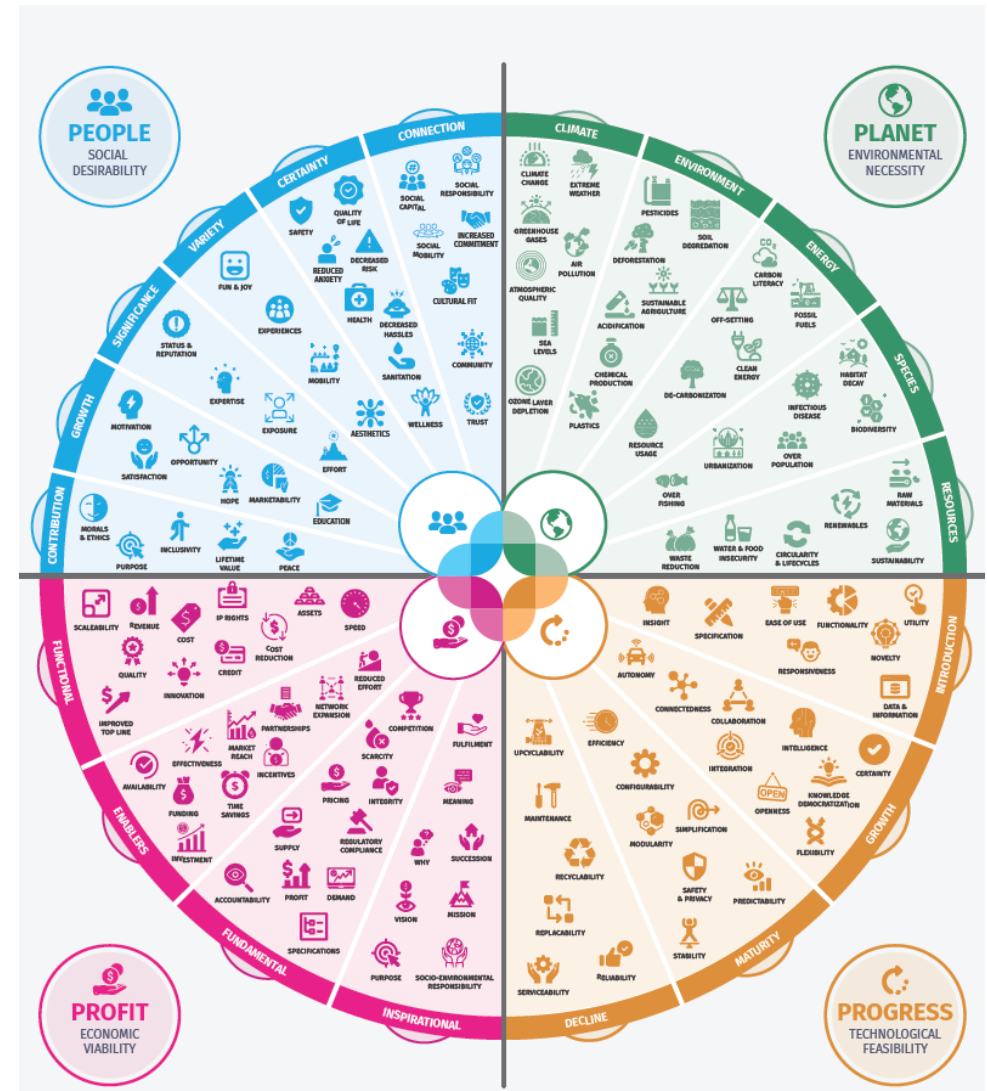 PEOPLE
SOCIAL
DESIRABILITY
PLANET
ENVIRONMENTAL
NECESSITY
CONNECTION
CERTAINTY
VARIETY
SIGNIFICANCE
GROWTH
CONTRIBUTION
SOCIAL
CAPITAL
SOCIAL
RESPONSIBILITY
SOCIAL
MOBILITY
INCREASED
COMMITMENT
CULTURAL FIT
COMMUNITY
TRUST
SAFETY
QUALITY
OF LIFE
REDUCED
ANXIETY
DECREASED
RISK
HEALTH
DECREASED
HASSLES
SANITATION
WELLNESS
FUN & JOY
EXPERIENCES
MOBILITY
AESTHETICS
STATUS &
REPUTATION
EXPERTISE
EXPOSURE
EFFORT
MOTIVATION
OPPORTUNITY
SATISFACTION
HOPE
MARKETABILITY
EDUCATION
MORALS
& ETHICS
PURPOSE
INCLUSIVITY
LIFETIME
VALUE
PEACE
CLIMATE
ENVIRONMENT
ENERGY
SPECIES
RESOURCES
CLIMATE
CHANGE
EXTREME
WEATHER
GREENHOUSE
GASES
AIR
POLLUTION
ATMOSPHERIC
QUALITY
SEA
LEVELS
OZONE LAYER
DEPLETION
PESTICIDES
SOIL
DEGREDATION
DEFORESTATION
SUSTAINABLE
AGRIGULTURE
ACIDIFICATION
CHEMICAL
PRODUCTION
PLASTICS
CARBON
LITERACY
FOSSIL
FUELS
OFF-SETTING
CLEAN
ENERGY
DE-CARBONIZATON
RESOURCE
USAGE
HABITAT
DECAY
INFECTIOUS
DISEASE
BIODIVERSITY
URBANIZATION
OVER
POPULATION
OVER
FISHING
RAW
MATERIALS
RENEWABLES
WASTE
REDUCTION
WATER & FOOD
INSECURITY
CIRCULARITY
& LIFECYCLES
SUSTAINABILITY
FUNCTIONAL
ENABLERS
FUNDAMENTAL
INSPIRATIONAL
SCALEABILITY
REVENUE
COST
IP RIGHTS
COST
REDUCTION
ASSETS
SPEED
QUALITY
INNOVATION
CREDIT
IMPROVED
TOP LINE
REDUCED
EFFORT
NETWORK
EXPANSION
PARTNERSHIPS
MARKET
REACH
EFFECTIVENESS
INCENTIVES
AVAILABILITY
FUNDING
TIME
SAVINGS
INVESTMENT
COMPETITION
SCARCITY
PRICING
INTEGRITY
SUPPLY
REGULATORY
COMPLIANCE
ACCOUNTABILITY
PROFIT
DEMAND
SPECIFICATIONS
FULFILMENT
MEANING
WHY
SUCCESSION
VISION
MISSION
PURPOSE
SOCIO-ENVIRONMENTAL
RESPONSIBILITY
INTRODUCTION
GROWTH
MATURITY
DECLINE
INSIGHT
SPECIFICATION
EASE OF USE
FUNCTIONALITY
UTILITY
AUTONOMY
RESPONSIVENESS
NOVELTY
CONNECTEDNESS
COLLABORATION
DATA &
INFORMATION
EFFICIENCY
INTEGRATION
INTELLIGENCE
CERTAINTY
OPENNESS
KNOWLEDGE
DEMOCRATIZATION
FLEXIBILITY
CONFIGURABILITY
MODULARITY
SIMPLIFICATION
SAFETY
& PRIVACY
PREDICTABILITY
STABILITY
UPCYCLABILITY
MAINTENANCE
RECYCLABILITY
REPLACABILITY
SERVICEABILITY
RELIABILITY
PROFIT
ECONOMIC
VIABILITY
PROGRESS
TECHNOLOGICAL
FEASIBILITY